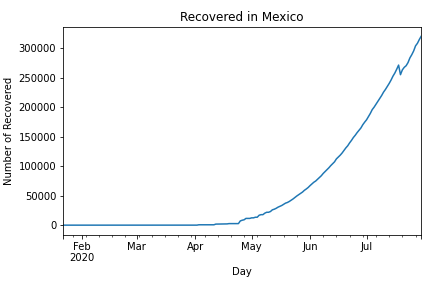 Recovered in Mexico
Number of Recovered
300000
250000
200000
150000
100000
50000
0
Feb Mar Apr May Jun Jul
2020
Day